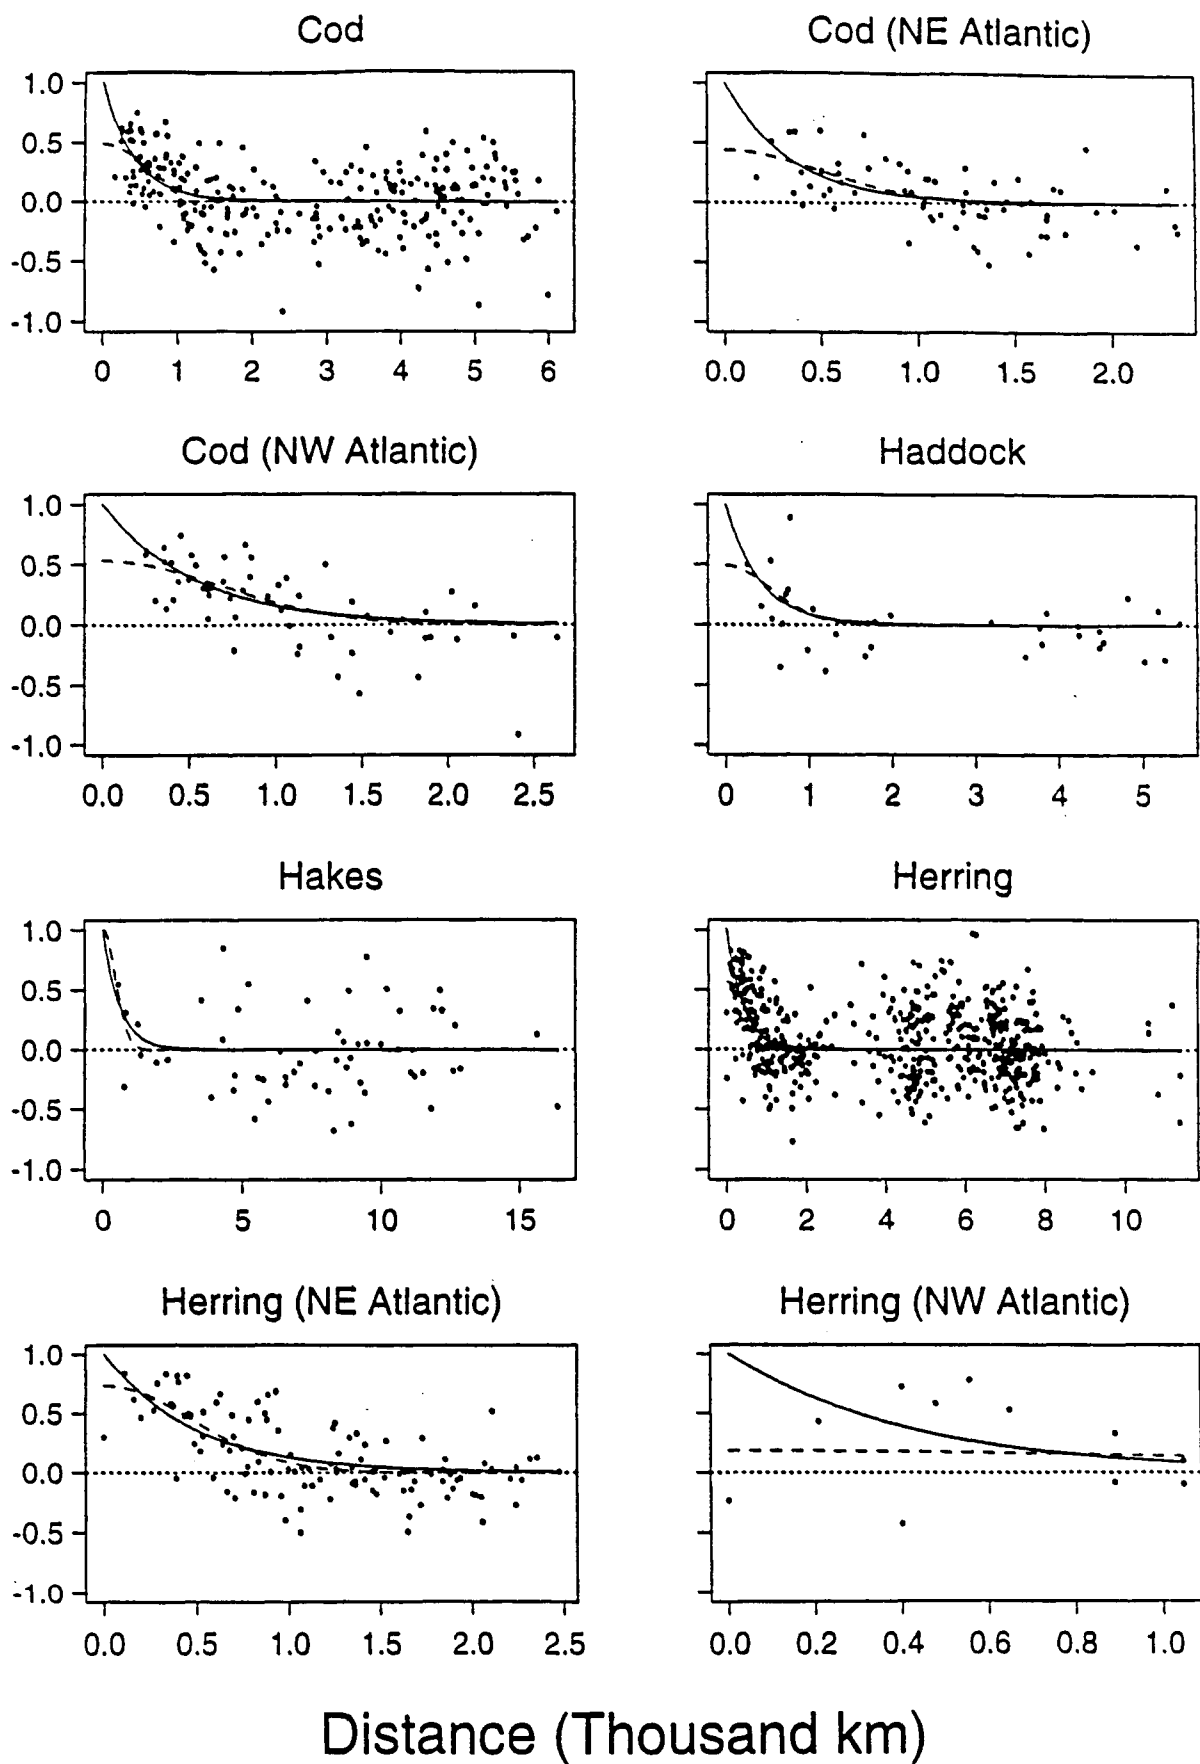 Cod
Cod (NE Atlantic)
1.0
0.5
0.0
-0.5
-1.0
0 1 2 3 4 5 6
0.0 0.5 1.0 1.5 2.0
Cod (NW Atlantic)
Haddock
1.0
0.5
0.0
-0.5
-1.0
0.0 0.5 1.0 1.5 2.0 2.5
0 1 2 3 4 5
Hakes
Herring
1.0
0.5
0.0
-0.5
-1.0
0 5 10 15
0 2 4 6 8 10
Herring (NE Atlantic)
Herring (NW Atlantic)
1.0
0.5
0.0
-0.5
-1.0
0.0 0.5 1.0 1.5 2.0 2.5
0.0 0.2 0.4 0.6 0.8 1.0
Distance (Thousand km)